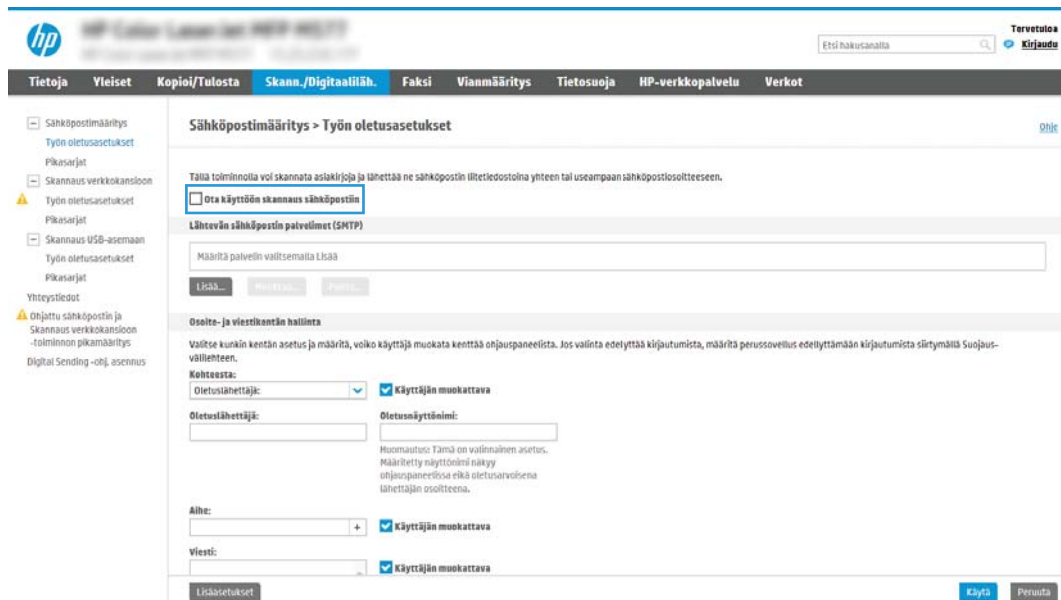 hp
Tervetuloa
Etsi hakusanalla
Kirjaudu
Tietoja Yleiset Kopioi/Tulosta Skann./Digitaaliläh. Faksi Vianmääritys Tietosuoja HP-verkkopalvelu Verkot
Sähköpostimääritys
Työn oletusasetukset
Pikasarjat
Skannaus verkkokansioon
Työn oletusasetukset
Pikasarjat
Skannaus USB-asemaan
Työn oletusasetukset
Pikasarjat
Yhteystiedot
Ohjattu sähköpostin ja
Skannaus verkkokansioon
-toiminnon pikamääritys
Digital Sending -ohj. asennus
Sähköpostimääritys > Työn oletusasetukset
Ohje
Tällä toiminnolla voi skannata asiakirjoja ja lähettää ne sähköpostin liitetiedostoina yhteen tai useampaan sähköpostiosoitteeseen.
Ota käyttöön skannaus sähköpostiin
Lähtevän sähköpostin palvelimet (SMTP)
Määritä palvelin valitsemalla Lisää
Lisää...
Osoite- ja viestikentän hallinta
Valitse kunkin kentän asetus ja määritä, voiko käyttäjä muokata kenttää ohjauspaneelista. Jos valinta edelyttää kirjautumista, määritä perussovellus edellyttämään kirjautumista siirtymällä Suojaus-
välilehteen.
Kohteesta:
Oletuslähettäjä: Käyttäjän muokattava
Oletuslähettäjä: Oletusnäyttönimi:
Huomautus: Tämä on valinnainen asetus.
Määritetty näyttönimi näkyy
ohjauspaneelissa eikä oletusarvoisena
lähettäjän osoitteena.
Aihe:
+ Käyttäjän muokattava
Viesti:
Käyttäjän muokattava
Lisäasetukset Käytä Peruuta